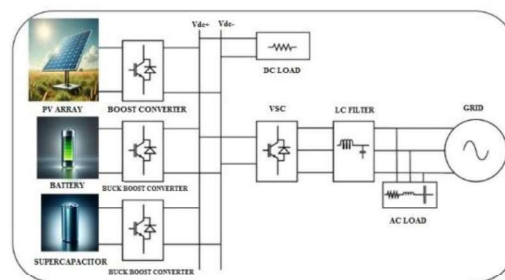 Vdc+ Vdc-
DC LOAD
PV ARRAY
BOOST CONVERTER
VSC
LC FILTER
GRID
BATTERY
BUCK BOOST CONVERTER
AC LOAD
SUPERCAPACITOR
BUCK BOOST CONVERTER